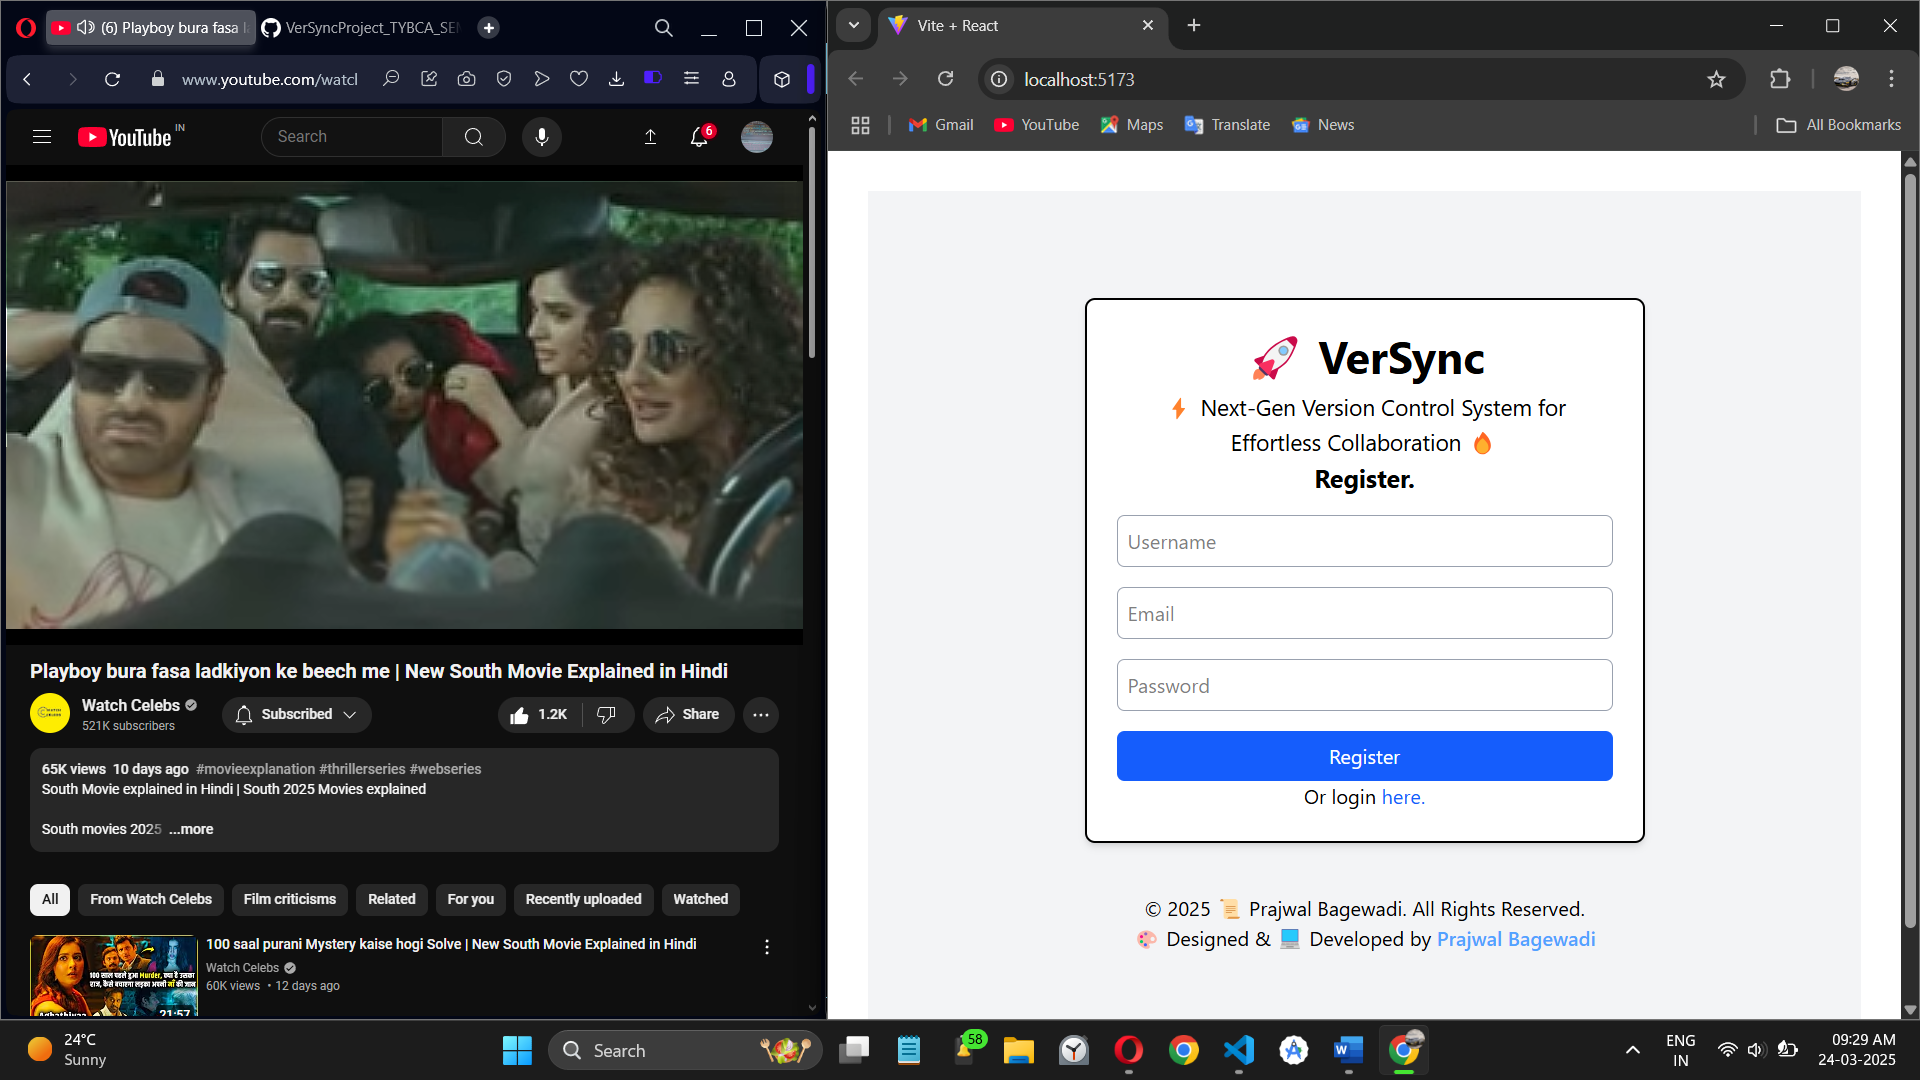 (6) Playboy bura fasa l
VerSyncProject_TYBCA_SE
www.youtube.com/watcl
YouTube IN
Search
6
Playboy bura fasa ladkiyon ke beech me | New South Movie Explained in Hindi
Watch Celebs
521K subscribers
Subscribed
1.2K
Share
65K views 10 days ago #movieexplanation #thrillerseries #webseries
South Movie explained in Hindi | South 2025 Movies explained
South movies 2025 ...more
All
From Watch Celebs
Film criticisms
Related
For you
Recently uploaded
Watched
100 saal purani Mystery kaise hogi Solve | New South Movie Explained in Hindi
Watch Celebs
60K views • 12 days ago
21:57
Vite + React
localhost:5173
Gmail
YouTube
Maps
Translate
News
All Bookmarks
🚀 VerSync
⚡ Next-Gen Version Control System for
Effortless Collaboration 🔥
Register.
Username
Email
Password
Register
Or login here.
© 2025 📜 Prajwal Bagewadi. All Rights Reserved.
🎨 Designed & 💻 Developed by Prajwal Bagewadi
24°C
Sunny
Search
58
ENG
IN
09:29 AM
24-03-2025